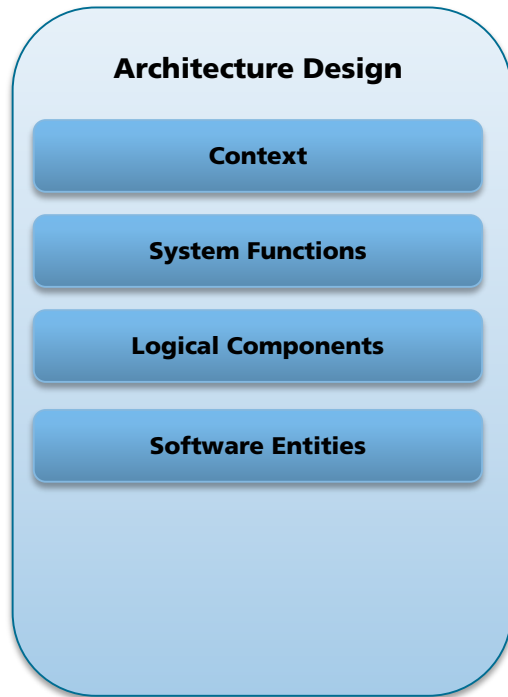 Architecture Design
Context
System Functions
Logical Components
Software Entities